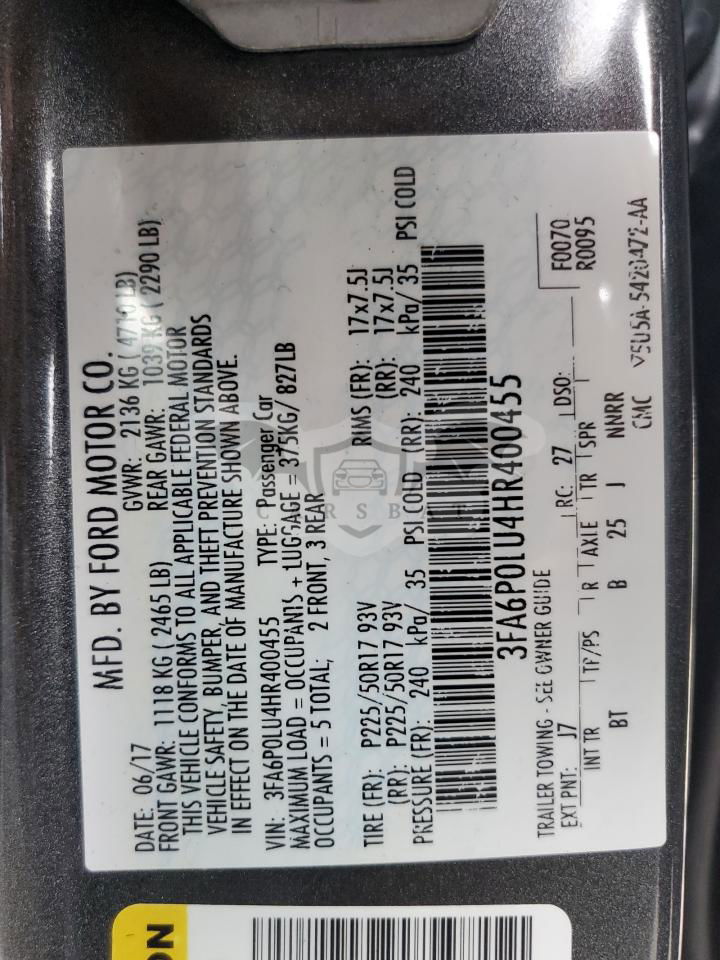 MFD. BY FORD MOTOR CO.
DATE: 06/17 GVWR: 2136 KG ( 4710 LB)
FRONT GAWR: 1118 KG ( 2465 LB) REAR GAWR: 1039 KG ( 2290 LB)
THIS VEHICLE CONFORMS TO ALL APPLICABLE FEDERAL MOTOR
VEHICLE SAFETY, BUMPER, AND THEFT PREVENTION STANDARDS
IN EFFECT ON THE DATE OF MANUFACTURE SHOWN ABOVE.
VIN: 3FA6P0LU4HR400455 TYPE: Passenger Car
MAXIMUM LOAD = OCCUPANTS + LUGGAGE = 375KG/ 827LB
OCCUPANTS = 5 TOTAL; 2 FRONT, 3 REAR
TIRE (FR): P225/50R17 93V RIMS (FR): 17x7.5J
(RR): P225/50R17 93V (RR): 17x7.5J
PRESSURE (FR): 240 kPa/ 35 PSI COLD (RR): 240 kPa/ 35 PSI COLD
3FA6P0LU4HR400455
TRAILER TOWING - SEE OWNER GUIDE F0070
EXT PNT: J7 RC: 27 DSO: R0095
INT TR TP/PS R AXLE TR SPR
BT B 25 J NNRR
CMC